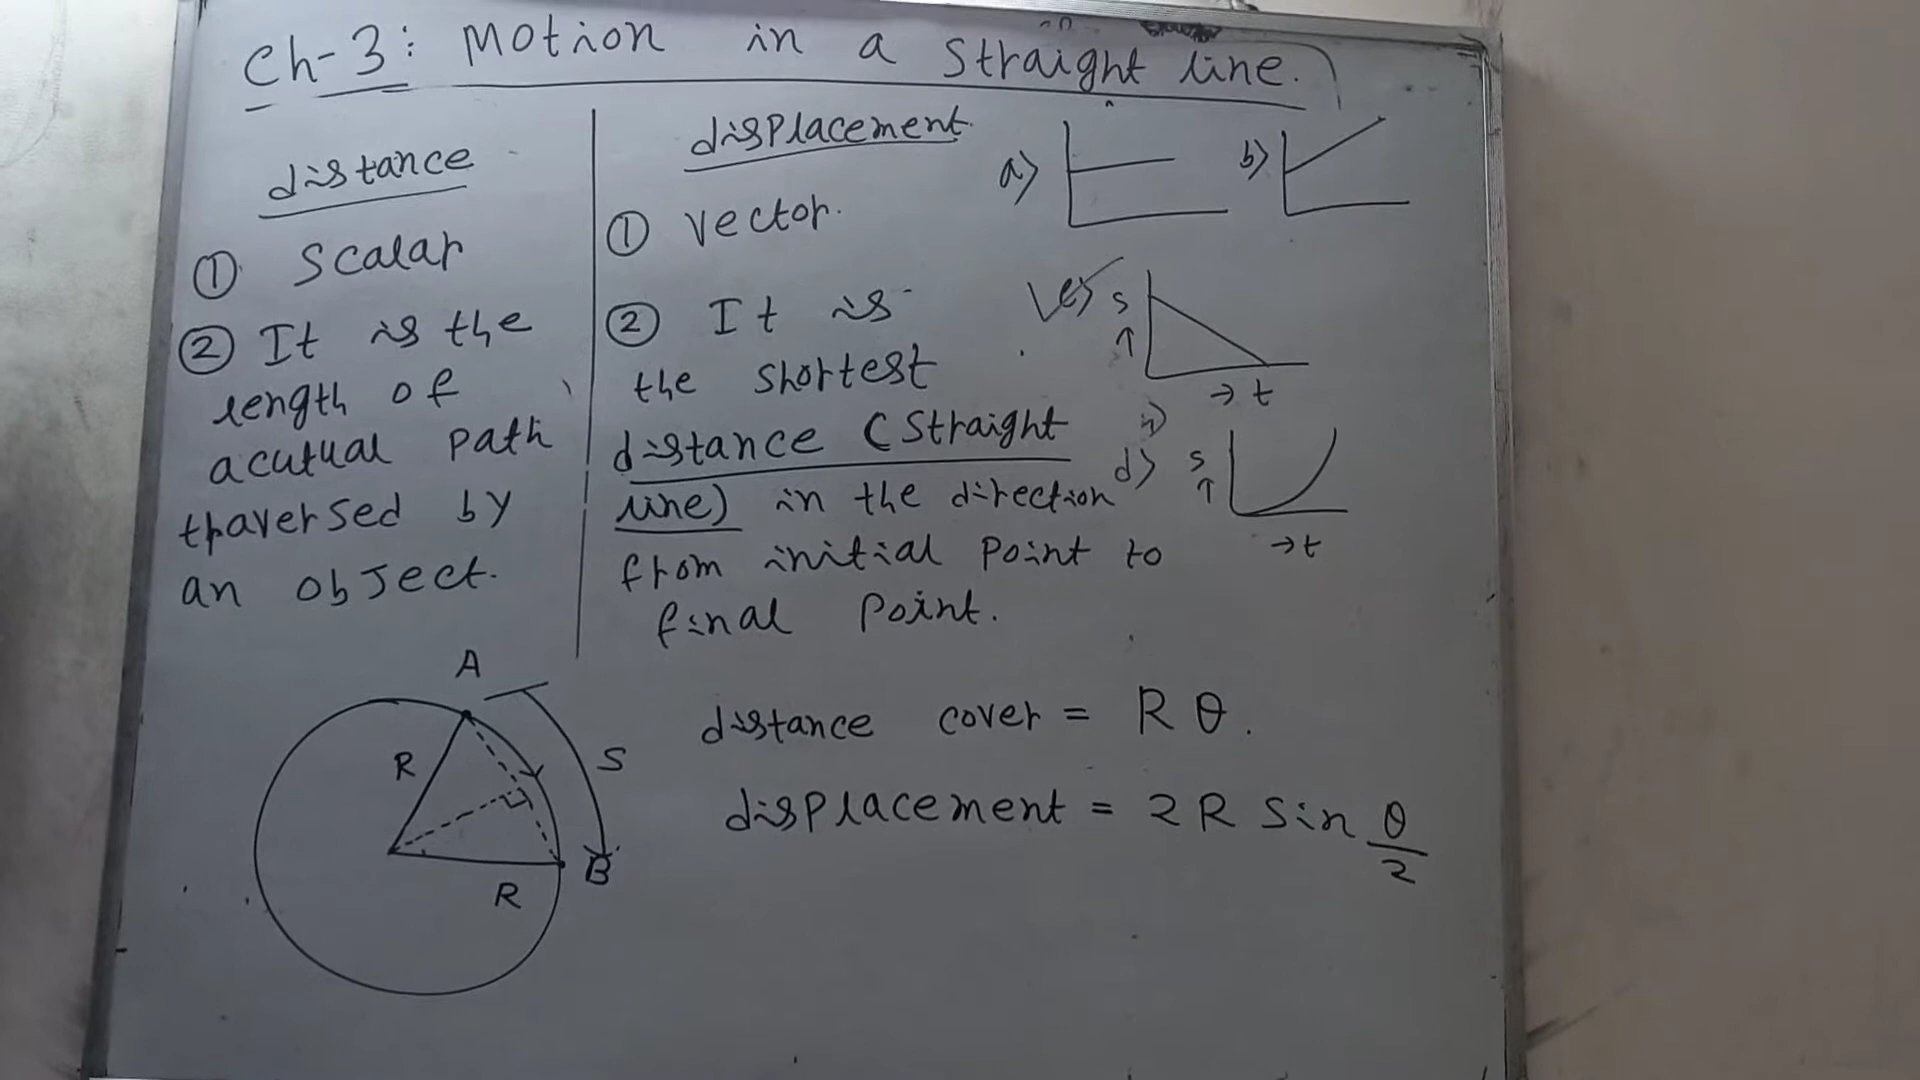 Ch-3: Motion in a straight line.
distance
① scalar
② It is the
length of
acutual path
traversed by
an object.
displacement
① vector.
② It is
the shortest
distance (straight
line) in the direction
from initial point to
final point.
a)
b)
c) s
↑
→ t
d) s
↑
→ t
A
R
S
R
B
distance cover = R θ.
displacement = 2 R sin θ/2